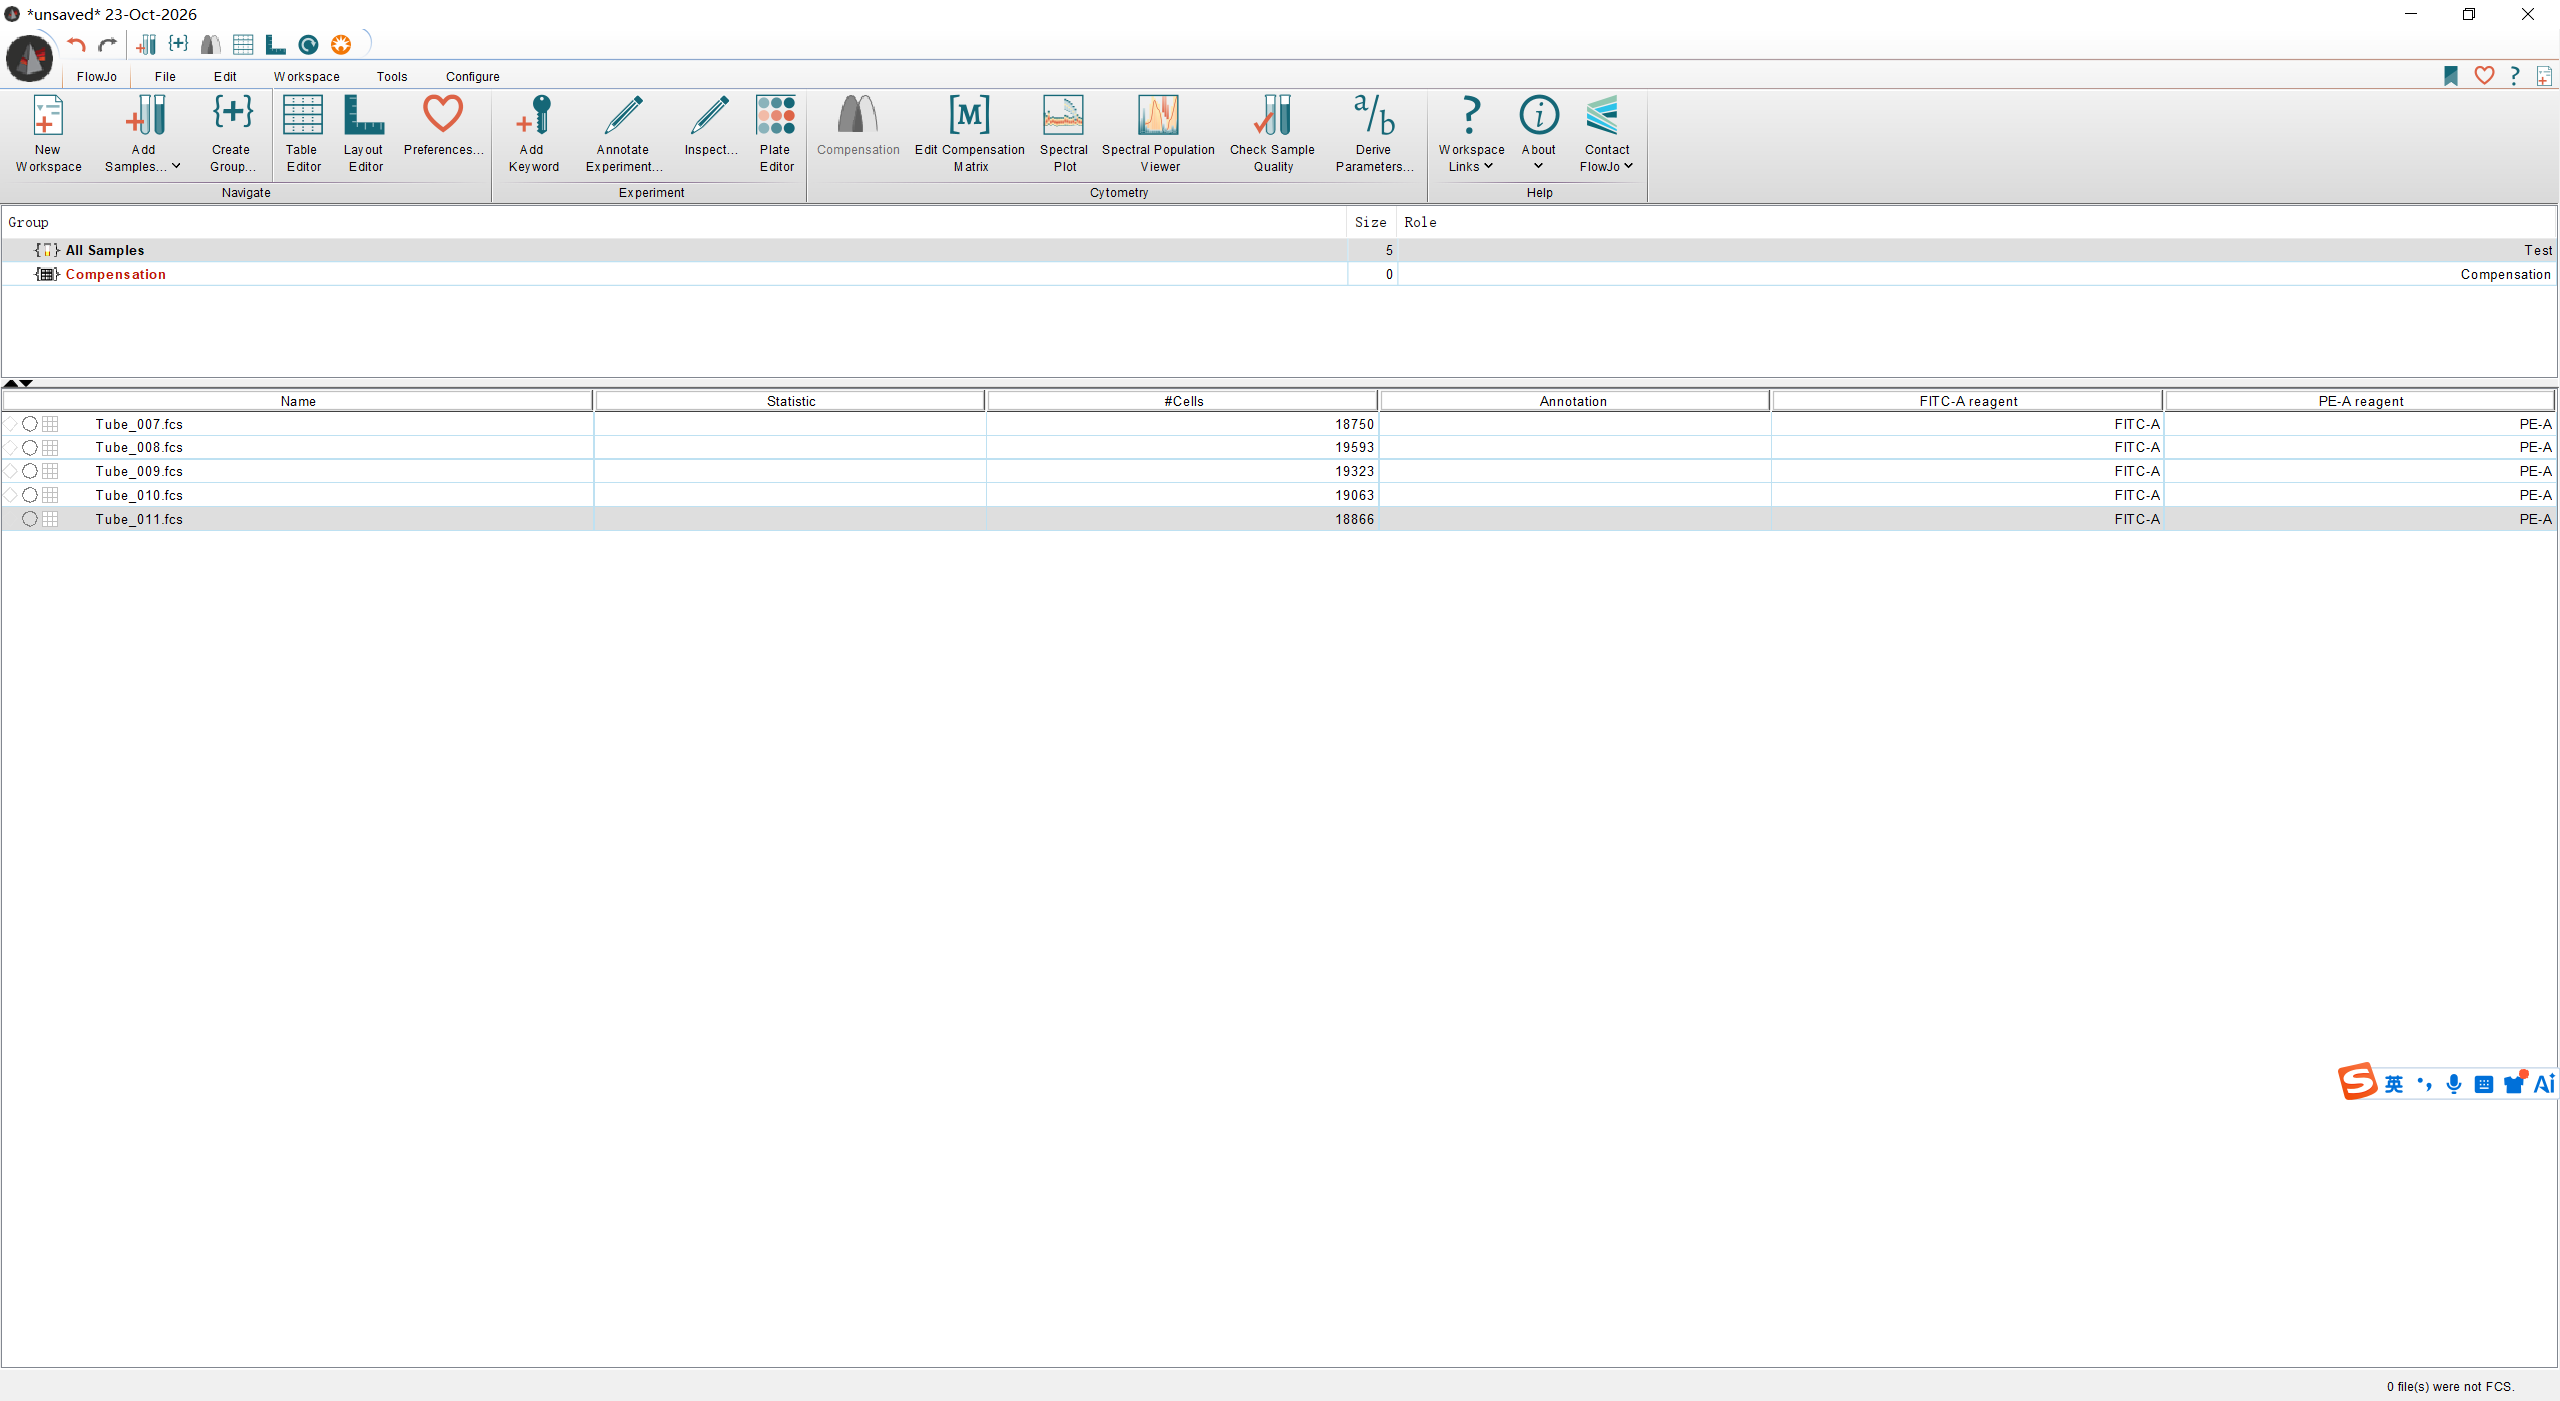 *unsaved* 23-Oct-2026
FlowJo File Edit Workspace Tools Configure
New Workspace
Add Samples...
Create Group...
Table Editor
Layout Editor
Preferences...
Add Keyword
Annotate Experiment...
Inspect...
Plate Editor
Compensation
Edit Compensation Matrix
Spectral Plot
Spectral Population Viewer
Check Sample Quality
Derive Parameters...
Workspace Links
About
Contact FlowJo
Navigate Experiment Cytometry Help
Group Size Role
All Samples 5 Test
Compensation 0 Compensation
Name Statistic #Cells Annotation FITC-A reagent PE-A reagent
Tube_007.fcs 18750 FITC-A PE-A
Tube_008.fcs 19593 FITC-A PE-A
Tube_009.fcs 19323 FITC-A PE-A
Tube_010.fcs 19063 FITC-A PE-A
Tube_011.fcs 18866 FITC-A PE-A
S 英 Ai
0 file(s) were not FCS.